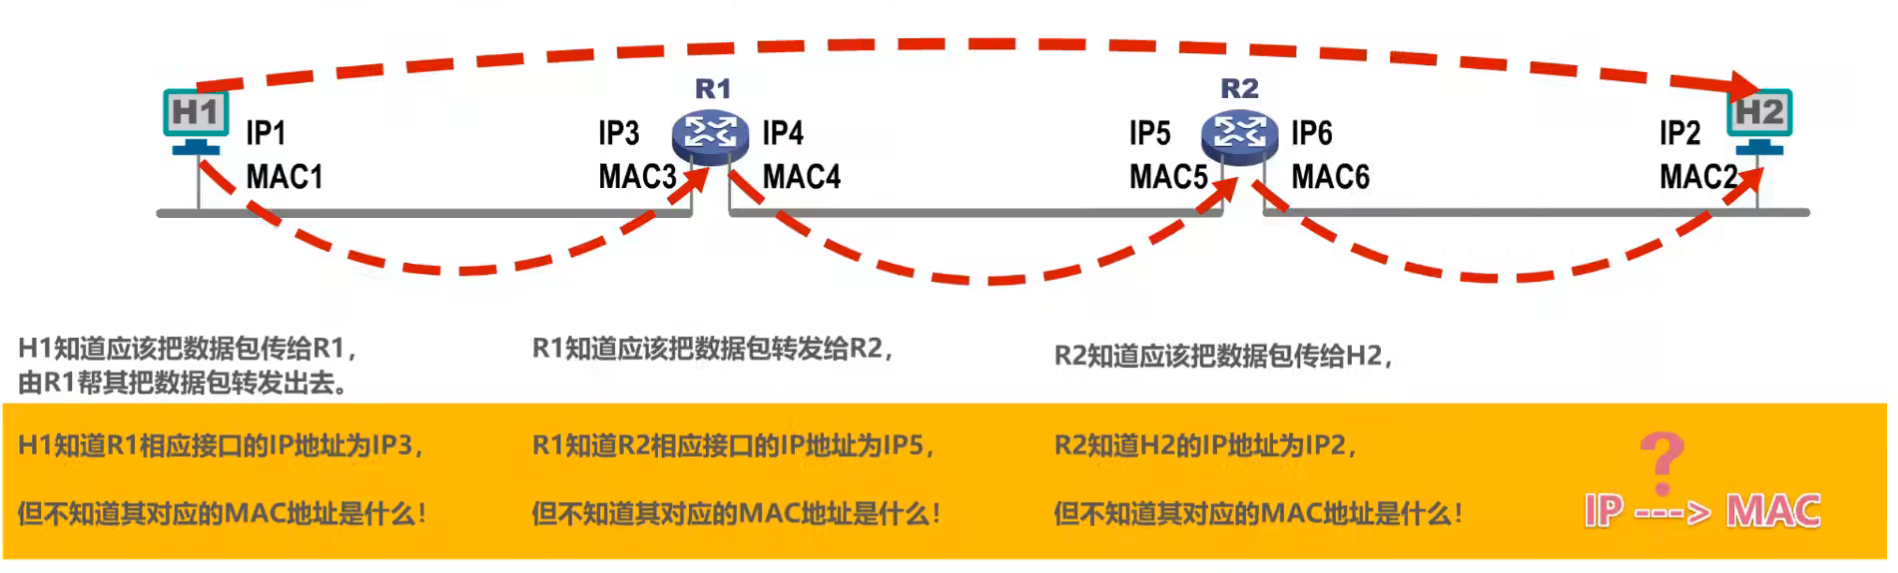 R1
R2
H1
H2
IP1
IP3
IP4
IP5
IP6
IP2
MAC1
MAC3
MAC4
MAC5
MAC6
MAC2
H1知道应该把数据包传给R1，
由R1帮其把数据包转发出去。
R1知道应该把数据包转发给R2，
R2知道应该把数据包传给H2，
H1知道R1相应接口的IP地址为IP3，
但不知道其对应的MAC地址是什么！
R1知道R2相应接口的IP地址为IP5，
但不知道其对应的MAC地址是什么！
R2知道H2的IP地址为IP2，
但不知道其对应的MAC地址是什么！
?
IP ---> MAC